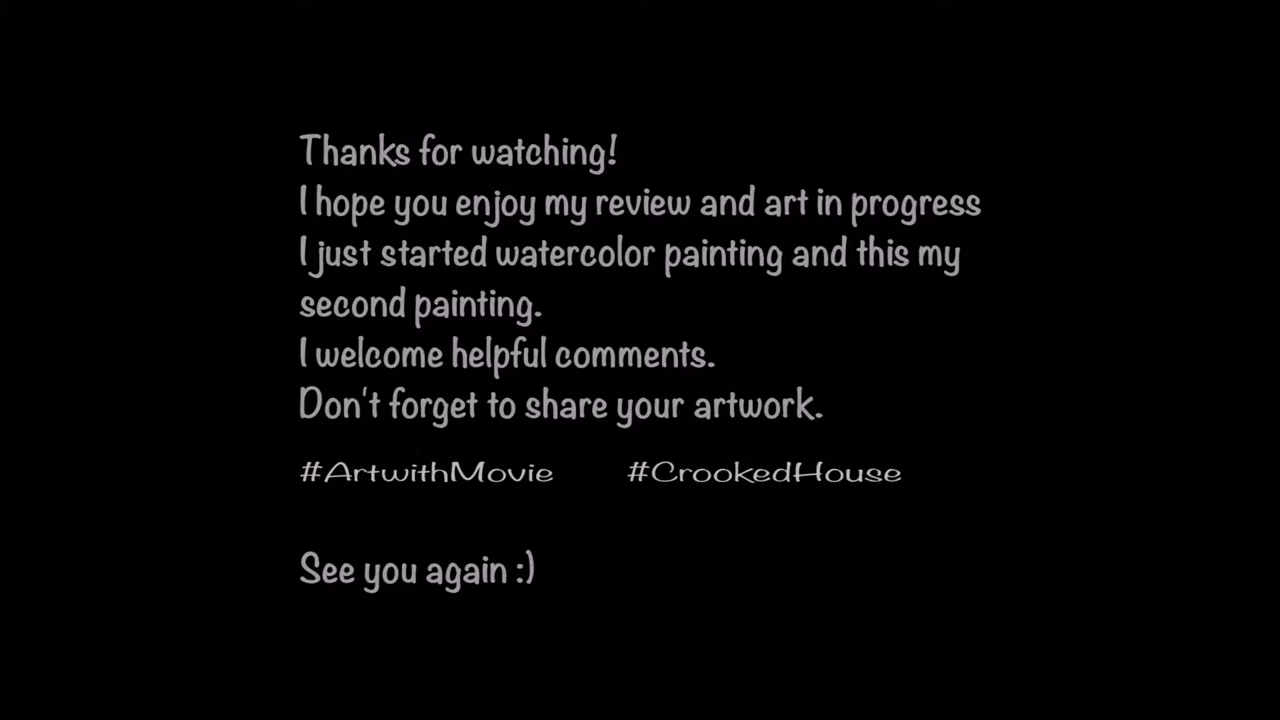 Thanks for watching!
I hope you enjoy my review and art in progress
I just started watercolor painting and this my
second painting.
I welcome helpful comments.
Don't forget to share your artwork.
#ArtwithMovie #CrookedHouse
See you again :)